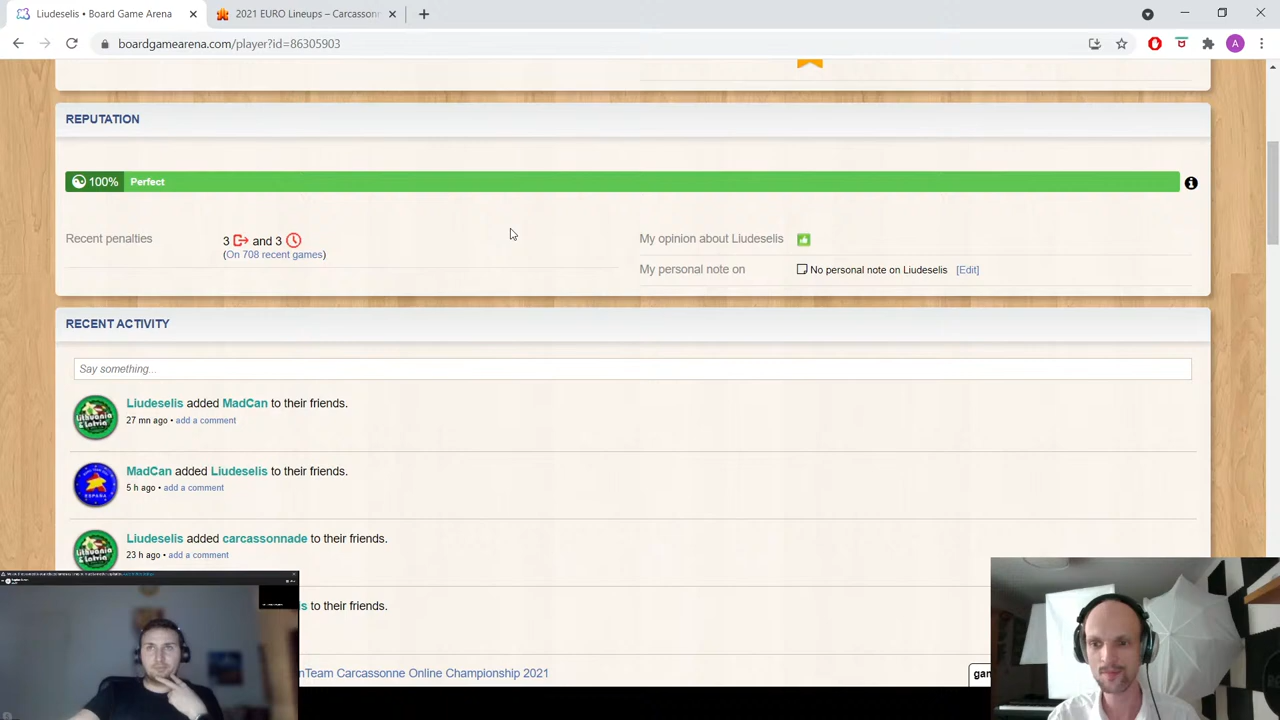 Liudeselis • Board Game Arena
2021 EURO Lineups – Carcassonn
boardgamearena.com/player?id=86305903
A
REPUTATION
100% Perfect
Recent penalties
3 and 3
(On 708 recent games)
My opinion about Liudeselis
My personal note on
No personal note on Liudeselis [Edit]
RECENT ACTIVITY
Say something...
Liudeselis added MadCan to their friends.
27 mn ago • add a comment
MadCan added Liudeselis to their friends.
5 h ago • add a comment
Liudeselis added carcassonnade to their friends.
23 h ago • add a comment
s to their friends.
nTeam Carcassonne Online Championship 2021
gan